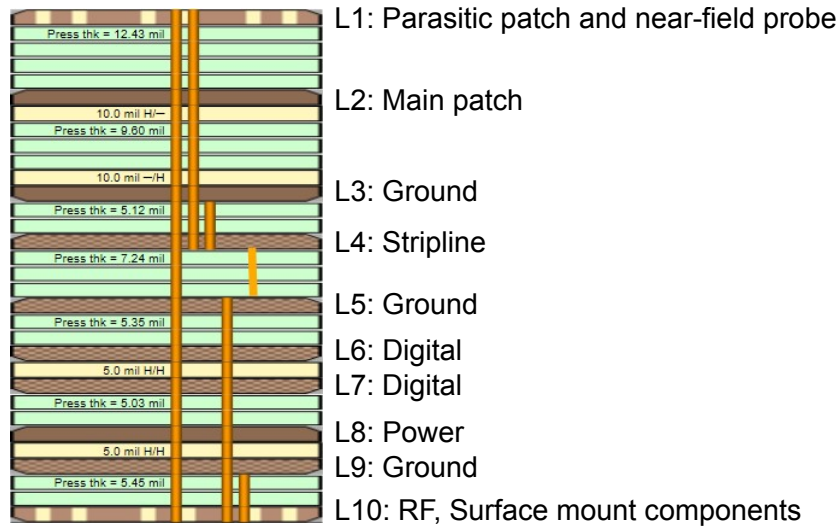 L1: Parasitic patch and near-field probe
Press thk = 12.43 mil
L2: Main patch
10.0 mil H/—
Press thk = 9.60 mil
10.0 mil —/H
L3: Ground
Press thk = 5.12 mil
L4: Stripline
Press thk = 7.24 mil
L5: Ground
Press thk = 5.35 mil
L6: Digital
5.0 mil H/H
L7: Digital
Press thk = 5.03 mil
L8: Power
5.0 mil H/H
L9: Ground
Press thk = 5.45 mil
L10: RF, Surface mount components